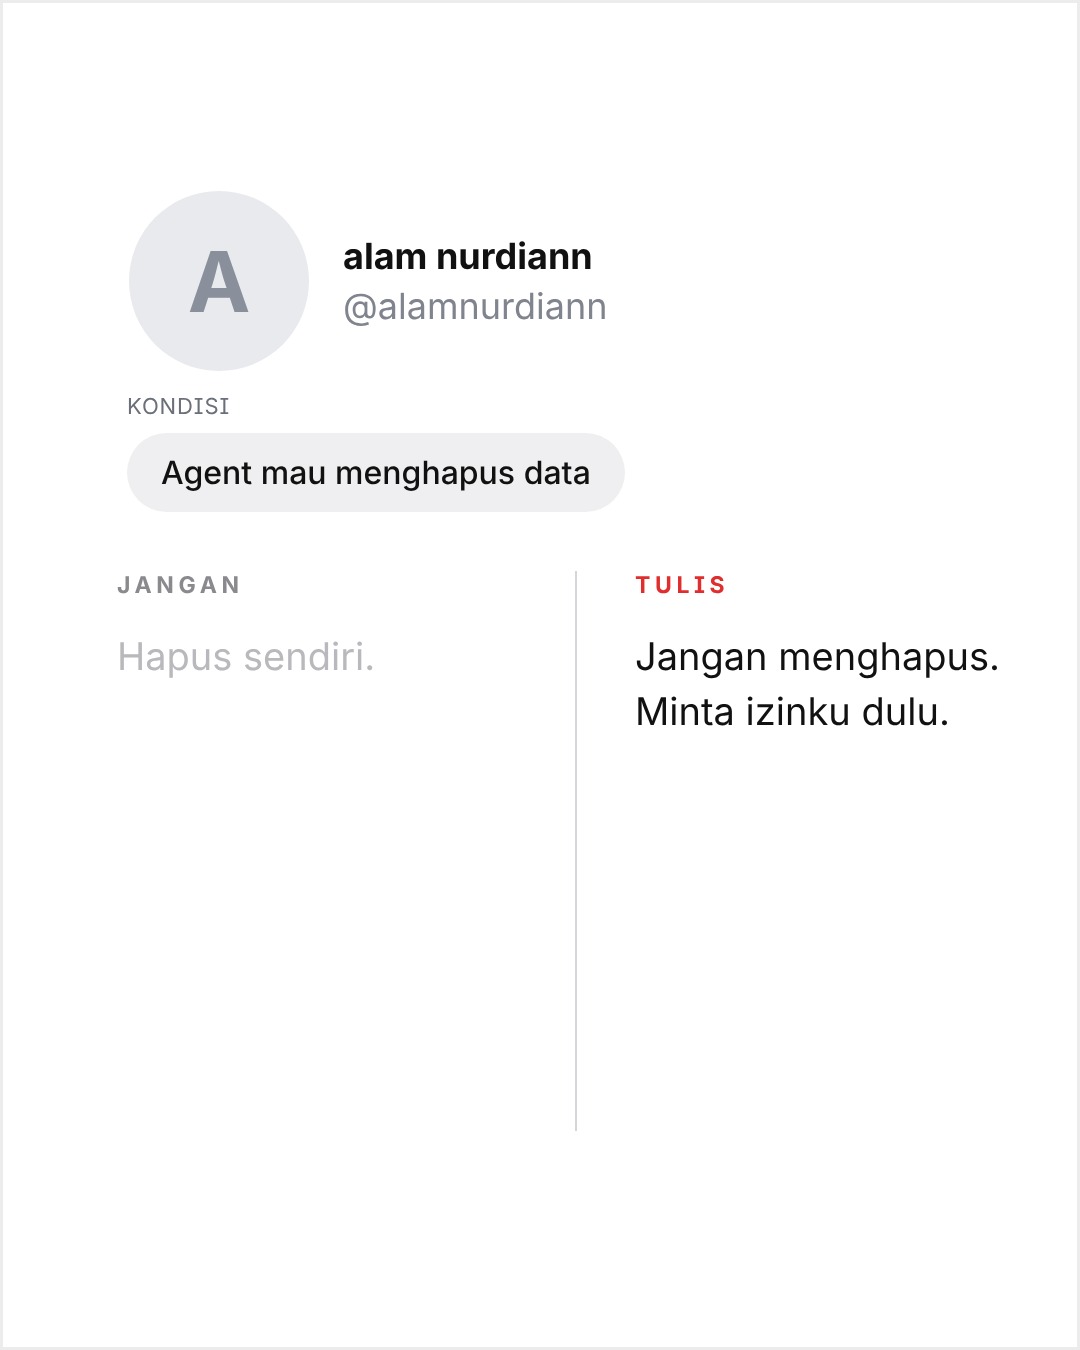 A
alam nurdiann
@alamnurdiann
KONDISI
Agent mau menghapus data
JANGAN
Hapus sendiri.
TULIS
Jangan menghapus.
Minta izinku dulu.